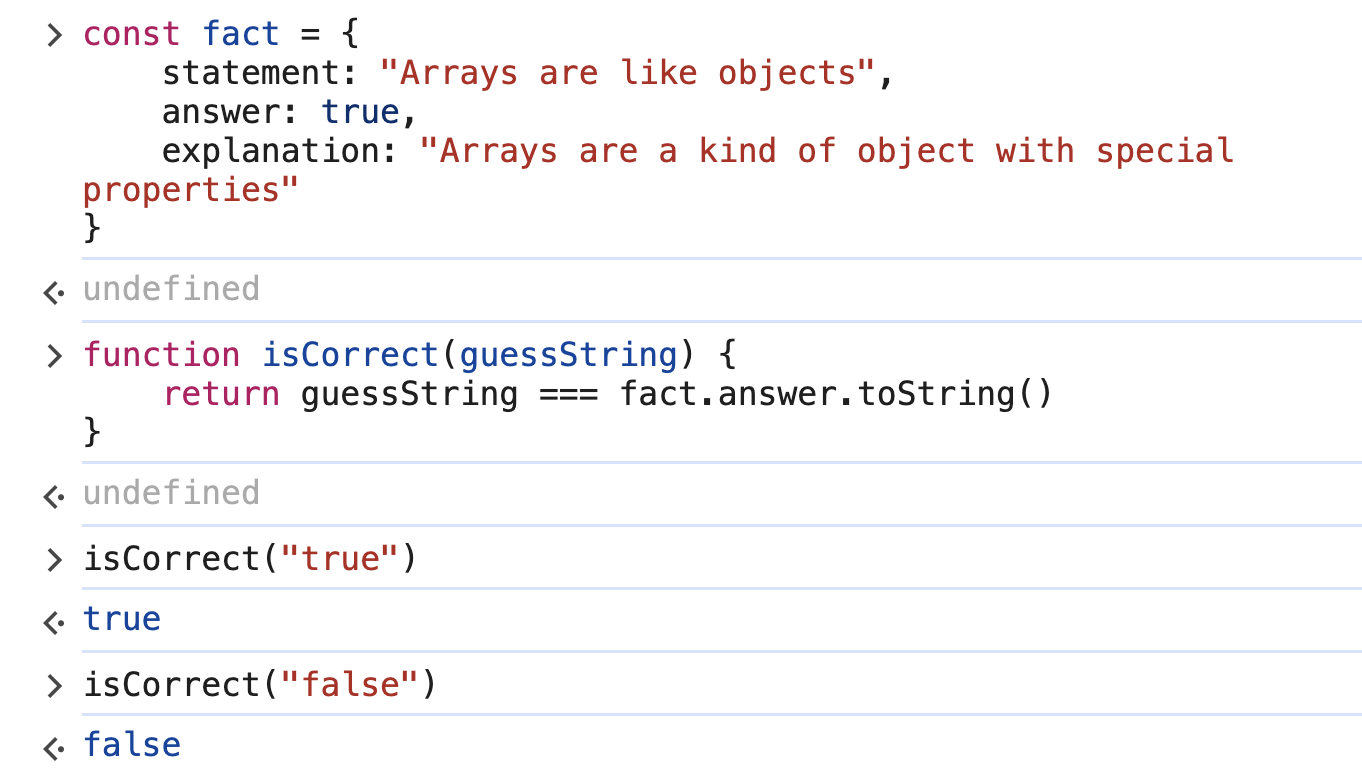 > const fact = {
    statement: "Arrays are like objects",
    answer: true,
    explanation: "Arrays are a kind of object with special
properties"
}
undefined
> function isCorrect(guessString) {
    return guessString === fact.answer.toString()
}
undefined
> isCorrect("true")
true
> isCorrect("false")
false